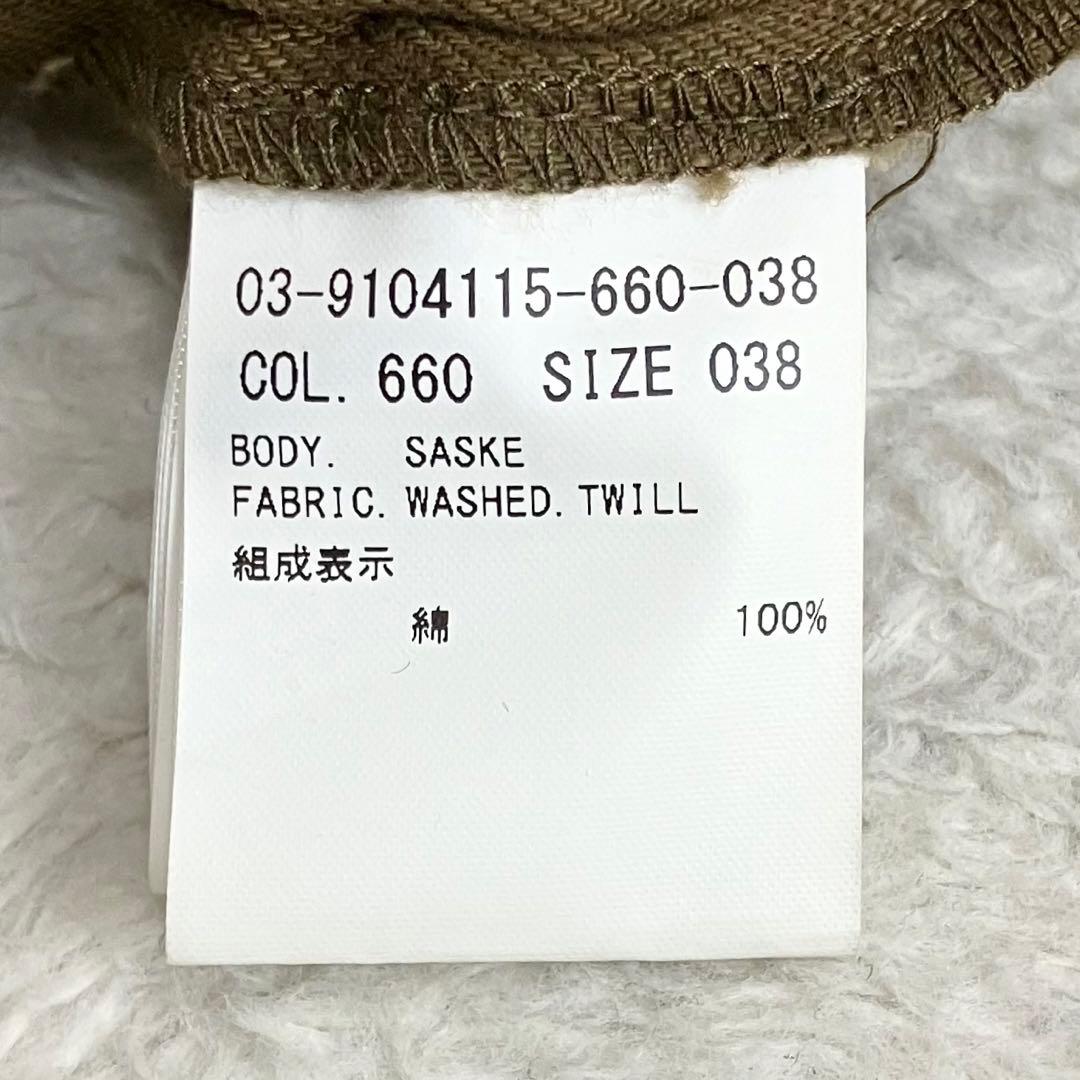 03-9104115-660-038
COL. 660 SIZE 038
BODY. SASKE
FABRIC. WASHED. TWILL
組成表示
綿 100%